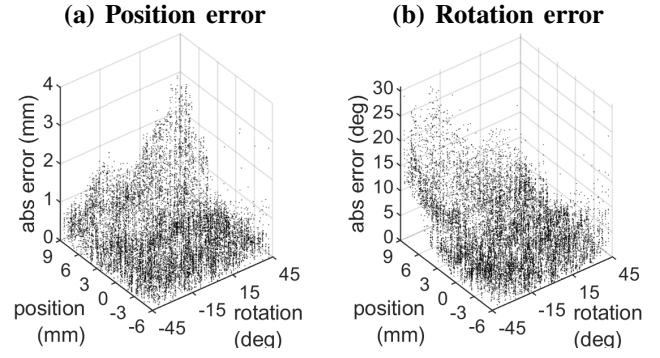 (a) Position error
(b) Rotation error
abs error (mm)
4
3
2
1
0
9
6
3
0
-3
-6
position
(mm)
-45
-15
15
45
rotation
(deg)
abs error (deg)
30
25
20
15
10
5
0
9
6
3
0
-3
-6
position
(mm)
-45
-15
15
45
rotation
(deg)